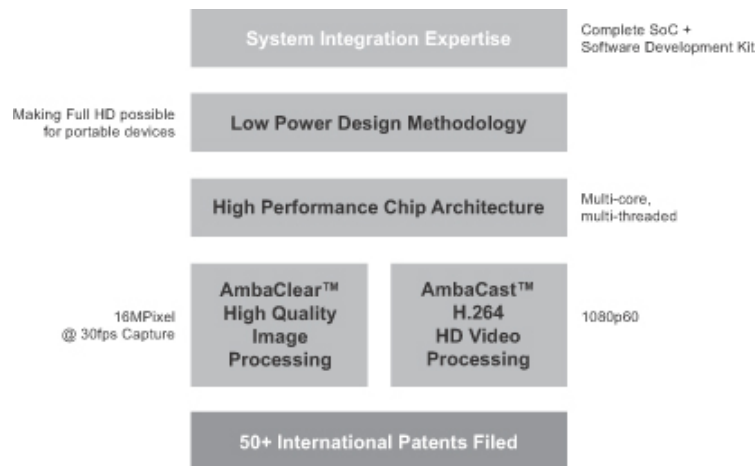 System Integration Expertise
Complete SoC +
Software Development Kit
Making Full HD possible
for portable devices
Low Power Design Methodology
High Performance Chip Architecture
Multi-core,
multi-threaded
16MPixel
@ 30fps Capture
AmbaClear™
High Quality
Image
Processing
AmbaCast™
H.264
HD Video
Processing
1080p60
50+ International Patents Filed